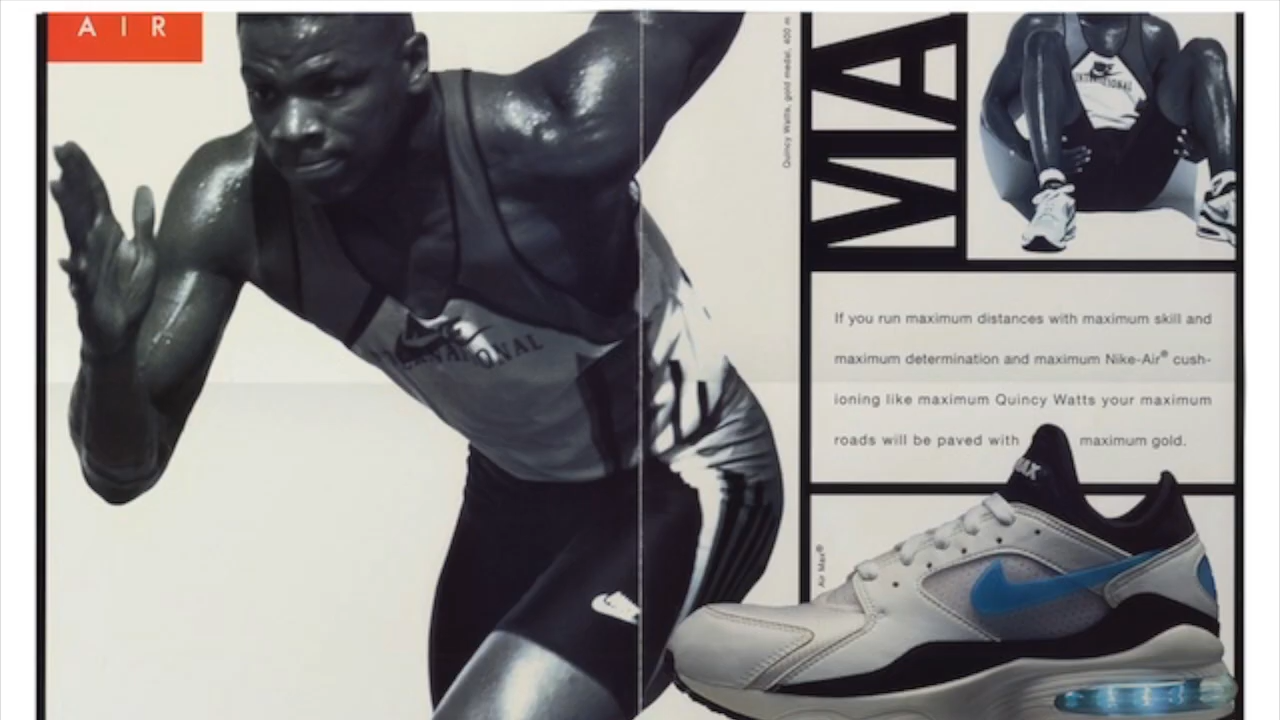 AIR
INTERNATIONAL
Quincy Watts, gold medal, 400 m
MA
INTERNATIONAL
If you run maximum distances with maximum skill and
maximum determination and maximum Nike-Air® cush-
ioning like maximum Quincy Watts your maximum
roads will be paved with maximum gold.
Air Max®